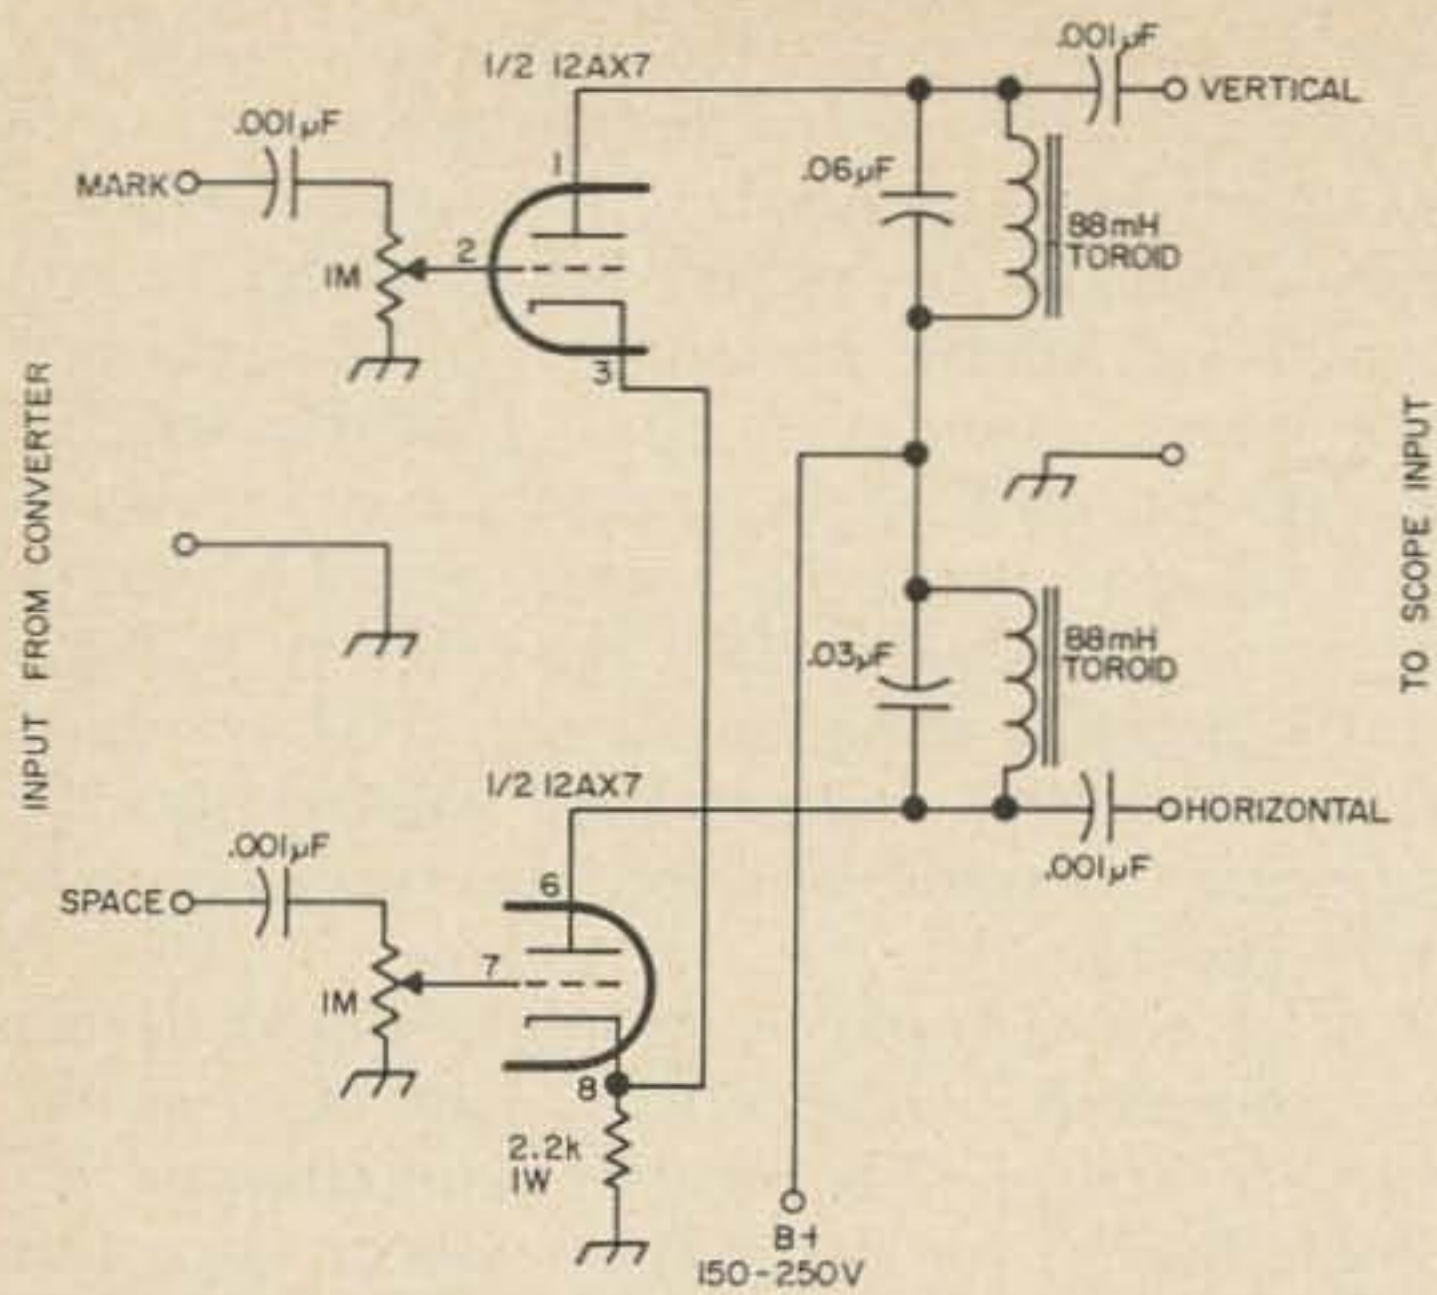 .001µF
1/2 12AX7
VERTICAL
.001µF
MARK
1
.06µF
88mH
TOROID
2
1M
3
INPUT FROM CONVERTER
TO SCOPE INPUT
.03µF
88mH
TOROID
1/2 12AX7
HORIZONTAL
.001µF
.001µF
SPACE
6
7
1M
8
2.2k
1W
B+
150-250V